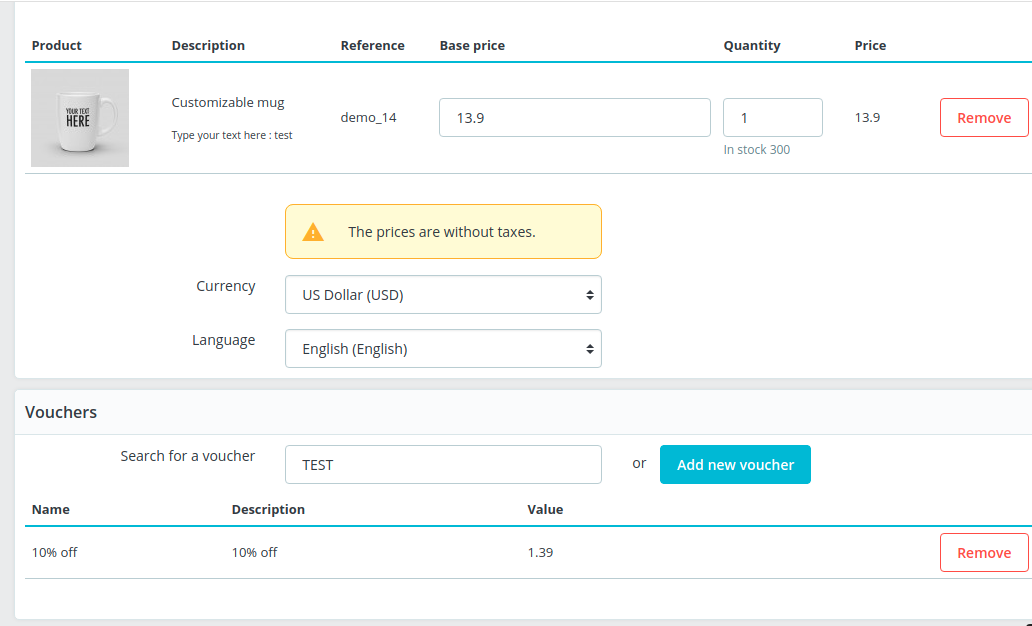 Product Description Reference Base price Quantity Price
YOUR TEXT
HERE
Customizable mug
Type your text here : test
demo_14
13.9
1
In stock 300
13.9
Remove
The prices are without taxes.
Currency
US Dollar (USD)
Language
English (English)
Vouchers
Search for a voucher
TEST
or
Add new voucher
Name Description Value
10% off 10% off 1.39
Remove